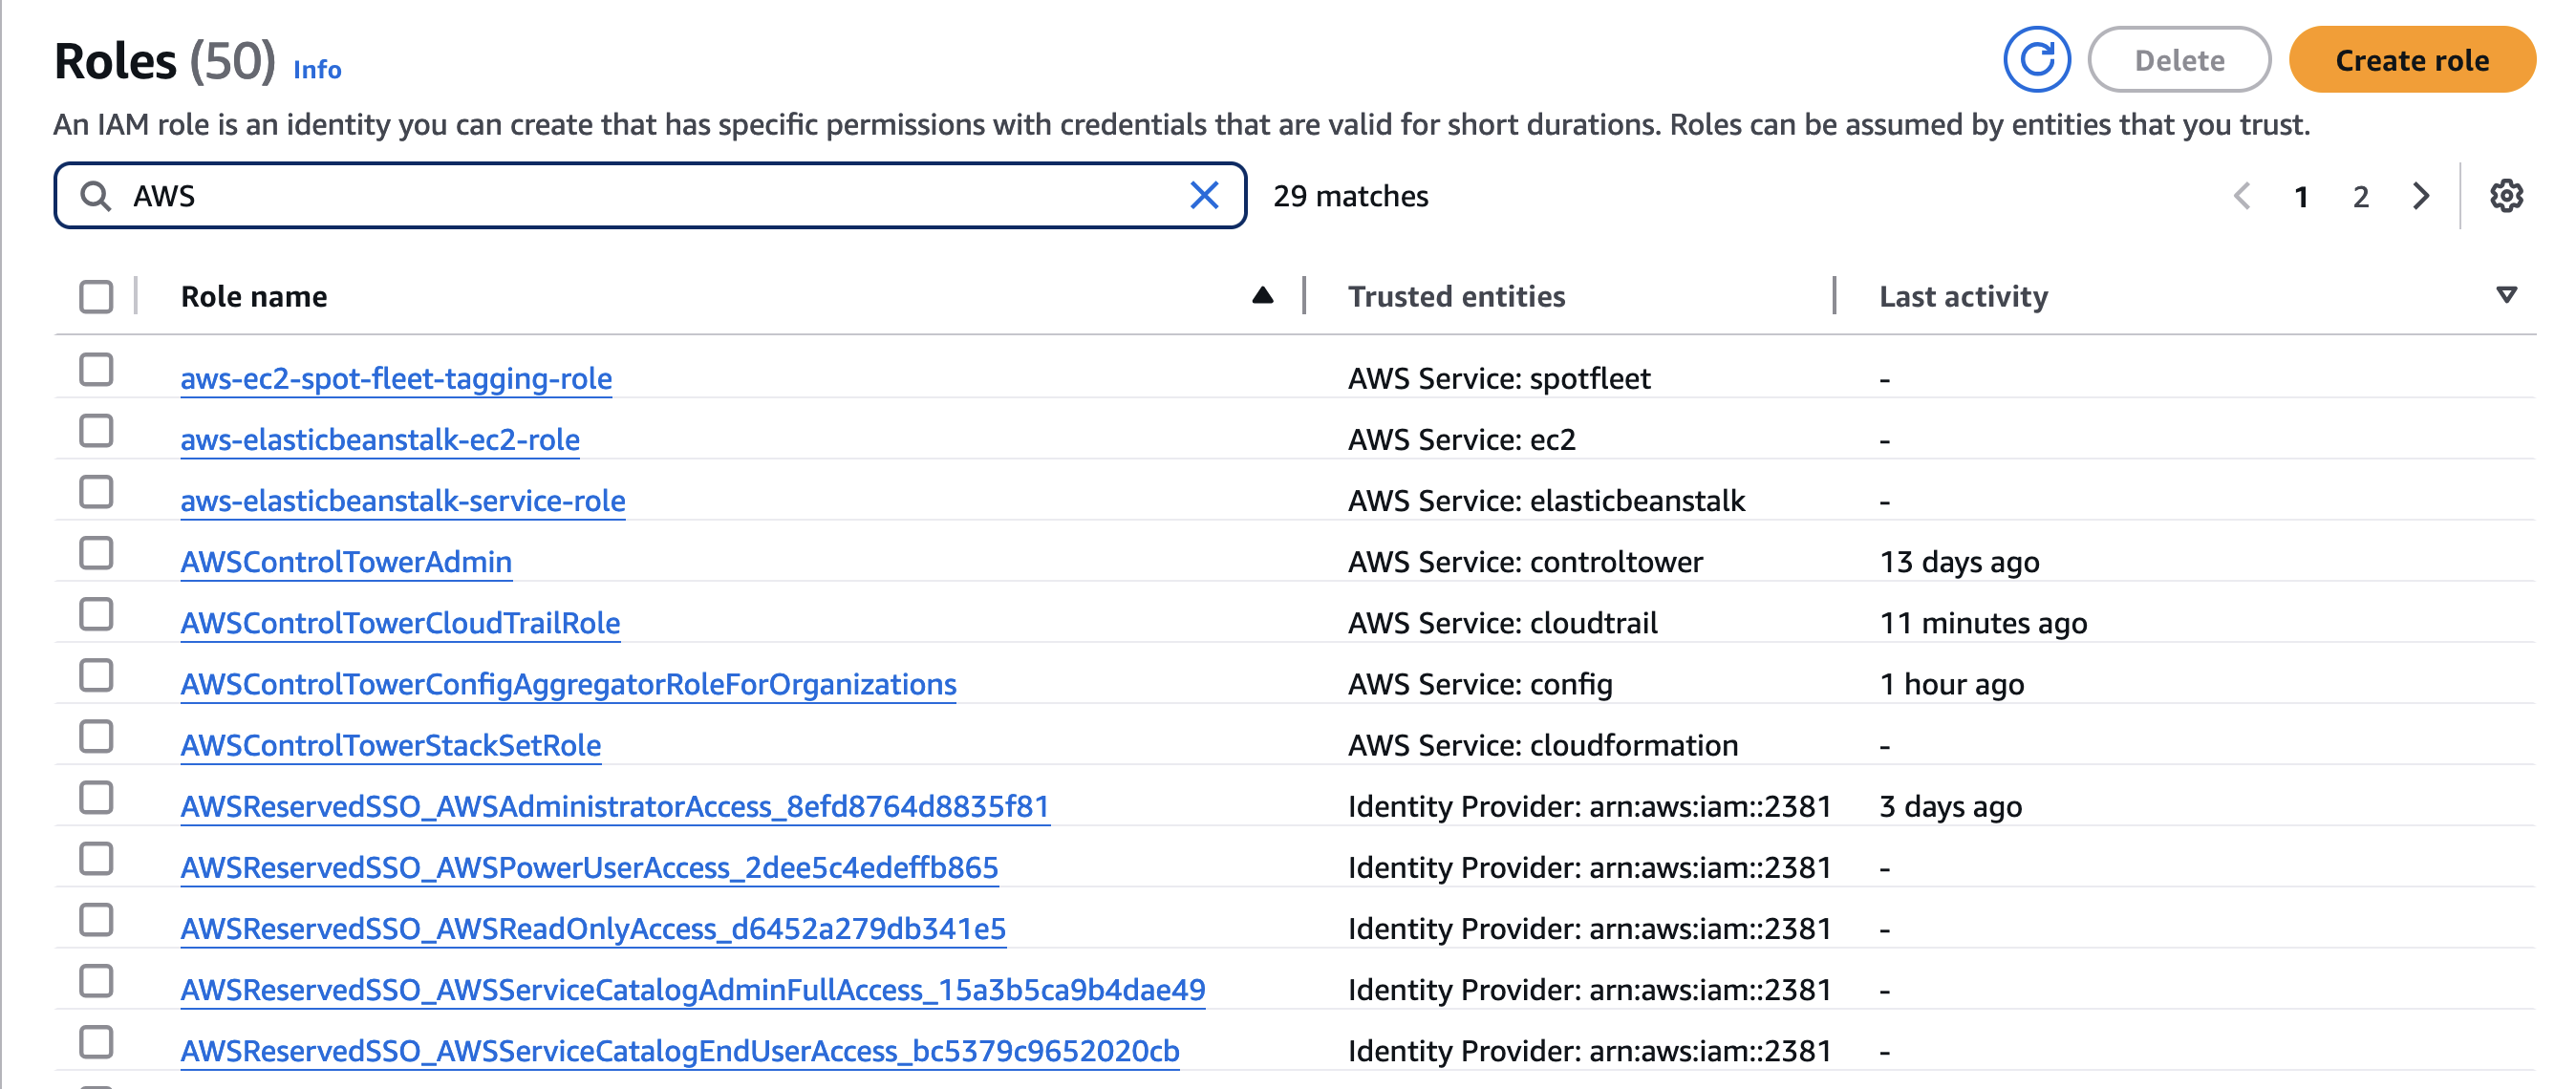 Roles (50) Info
Delete
Create role
An IAM role is an identity you can create that has specific permissions with credentials that are valid for short durations. Roles can be assumed by entities that you trust.
AWS
29 matches
1 2
Role name Trusted entities Last activity
aws-ec2-spot-fleet-tagging-role AWS Service: spotfleet -
aws-elasticbeanstalk-ec2-role AWS Service: ec2 -
aws-elasticbeanstalk-service-role AWS Service: elasticbeanstalk -
AWSControlTowerAdmin AWS Service: controltower 13 days ago
AWSControlTowerCloudTrailRole AWS Service: cloudtrail 11 minutes ago
AWSControlTowerConfigAggregatorRoleForOrganizations AWS Service: config 1 hour ago
AWSControlTowerStackSetRole AWS Service: cloudformation -
AWSReservedSSO_AWSAdministratorAccess_8efd8764d8835f81 Identity Provider: arn:aws:iam::2381 3 days ago
AWSReservedSSO_AWSPowerUserAccess_2dee5c4edeffb865 Identity Provider: arn:aws:iam::2381 -
AWSReservedSSO_AWSReadOnlyAccess_d6452a279db341e5 Identity Provider: arn:aws:iam::2381 -
AWSReservedSSO_AWSServiceCatalogAdminFullAccess_15a3b5ca9b4dae49 Identity Provider: arn:aws:iam::2381 -
AWSReservedSSO_AWSServiceCatalogEndUserAccess_bc5379c9652020cb Identity Provider: arn:aws:iam::2381 -